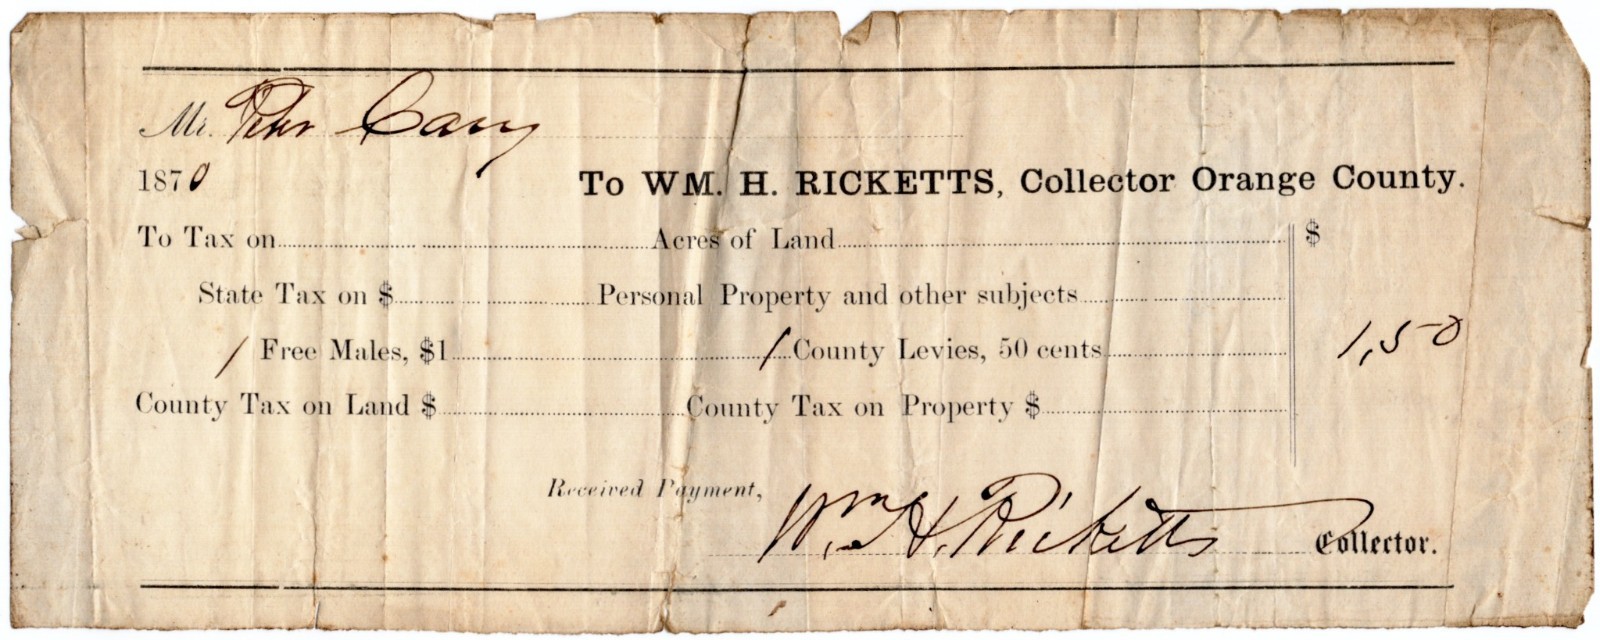 Mr. Peter Cary
1870 To WM. H. RICKETTS, Collector Orange County.
To Tax on Acres of Land $
State Tax on $ Personal Property and other subjects
1 Free Males, $1 1 County Levies, 50 cents 1,50
County Tax on Land $ County Tax on Property $
Received Payment,
Wm. H. Ricketts Collector.